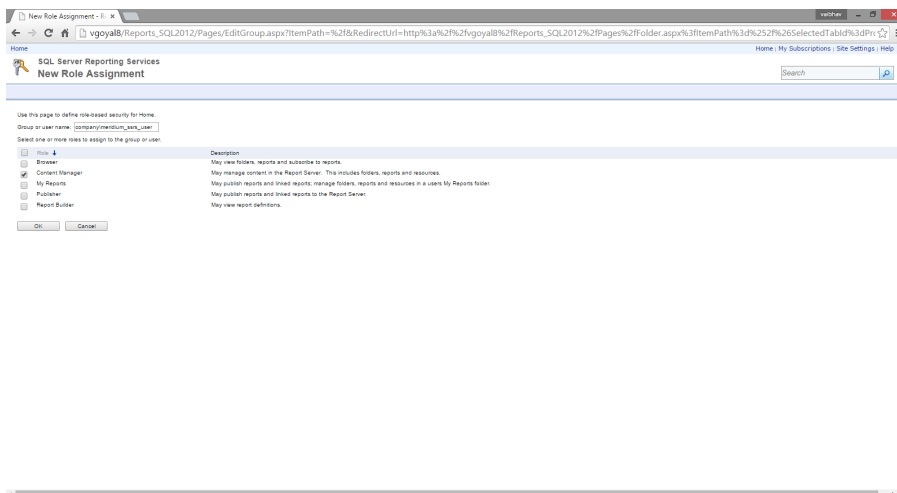 New Role Assignment - R
vaibhav
vgoyal8/Reports_SQL2012/Pages/EditGroup.aspx?ItemPath=%2f&RedirectUrl=http%3a%2f%2fvgoyal8%2fReports_SQL2012%2fPages%2fFolder.aspx%3fItemPath%3d%252f%26SelectedTabId%3dPro
Home
Home | My Subscriptions | Site Settings | Help
SQL Server Reporting Services
New Role Assignment
Search
Use this page to define role-based security for Home.
Group or user name: company\meridium_ssrs_user
Select one or more roles to assign to the group or user.
Role ↓ Description
Browser May view folders, reports and subscribe to reports.
Content Manager May manage content in the Report Server. This includes folders, reports and resources.
My Reports May publish reports and linked reports; manage folders, reports and resources in a users My Reports folder.
Publisher May publish reports and linked reports to the Report Server.
Report Builder May view report definitions.
OK Cancel